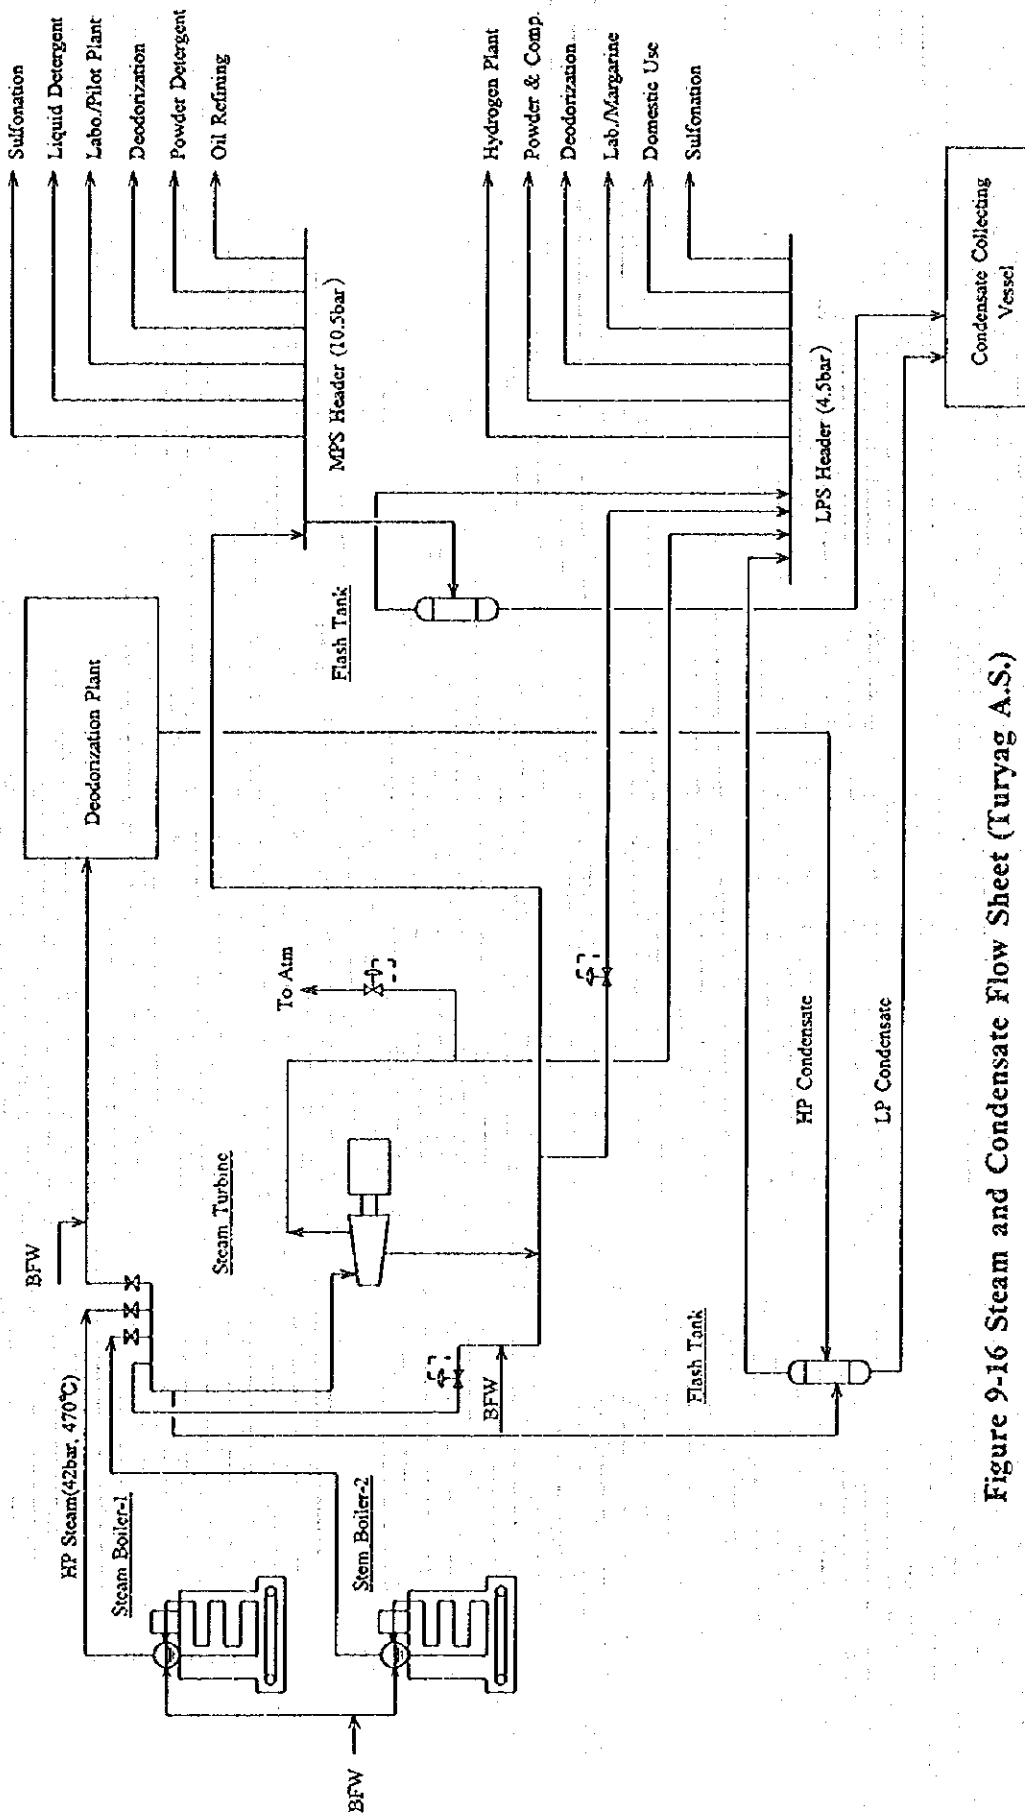 BFW
HP Steam(42bar, 470°C)
Steam Boiler-1
Stem Boiler-2
BFW
Deodorization Plant
Steam Turbine
To Atm
BFW
Flash Tank
HP Condensate
LP Condensate
Flash Tank
Sulfonation
Liquid Detergent
Labo./Pilot Plant
Deodorization
Powder Detergent
Oil Refining
MPS Header (10.5bar)
Hydrogen Plant
Powder & Comp.
Deodorization
Lab./Margarine
Domestic Use
Sulfonation
LPS Header (4.5bar)
Condensate Collecting
Vessel
Figure 9-16 Steam and Condensate Flow Sheet (Turyag A.S.)